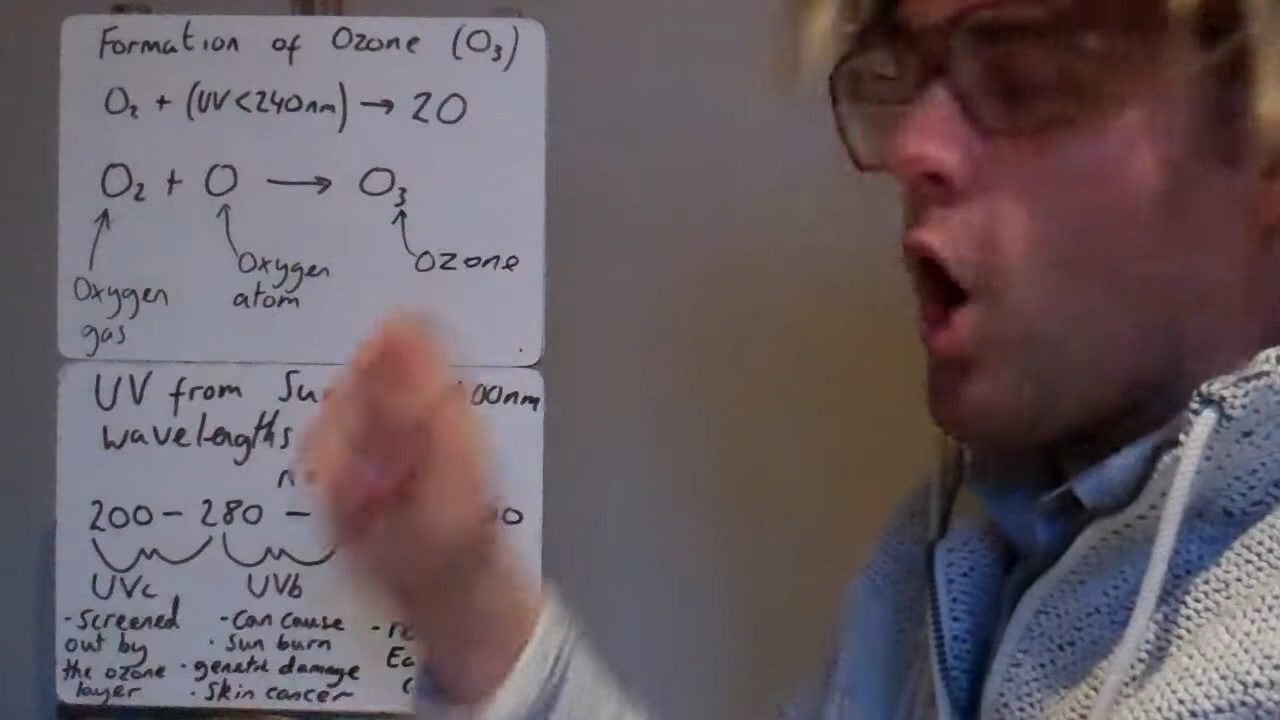 Formation of Ozone (O₃)
O₂ + (UV<240nm) → 2O
O₂ + O → O₃
Oxygen gas
Oxygen atom
Ozone
UV from 00nm
wavelengths
200 - 280 -
UVc UVb
- screened out by the ozone layer
- can cause
· sun burn
· genetic damage
· skin cancer